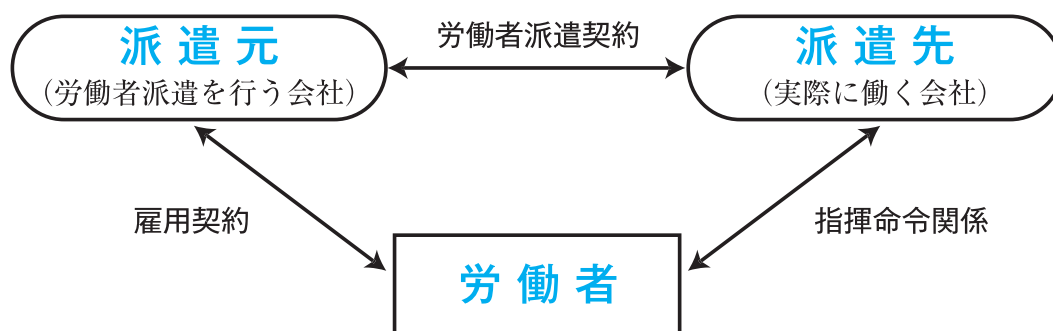 派遣元
(労働者派遣を行う会社)
労働者派遣契約
派遣先
(実際に働く会社)
雇用契約
指揮命令関係
労働者